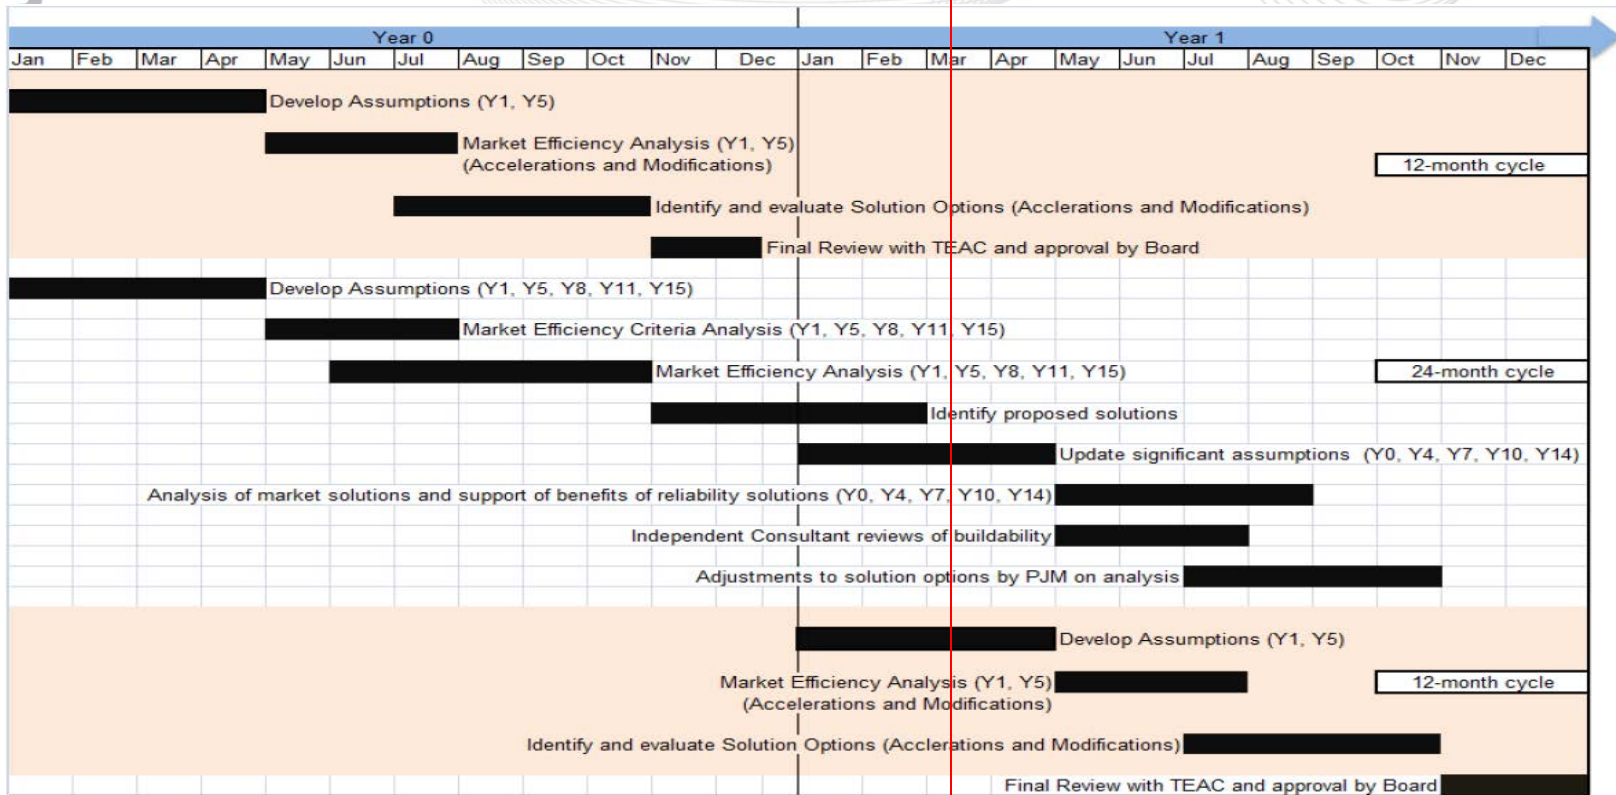 Year 0 Year 1
Jan Feb Mar Apr May Jun Jul Aug Sep Oct Nov Dec Jan Feb Mar Apr May Jun Jul Aug Sep Oct Nov Dec
Develop Assumptions (Y1, Y5)
Market Efficiency Analysis (Y1, Y5)
(Accelerations and Modifications)
12-month cycle
Identify and evaluate Solution Options (Acclerations and Modifications)
Final Review with TEAC and approval by Board
Develop Assumptions (Y1, Y5, Y8, Y11, Y15)
Market Efficiency Criteria Analysis (Y1, Y5, Y8, Y11, Y15)
Market Efficiency Analysis (Y1, Y5, Y8, Y11, Y15)
24-month cycle
Identify proposed solutions
Update significant assumptions (Y0, Y4, Y7, Y10, Y14)
Analysis of market solutions and support of benefits of reliability solutions (Y0, Y4, Y7, Y10, Y14)
Independent Consultant reviews of buildability
Adjustments to solution options by PJM on analysis
Develop Assumptions (Y1, Y5)
Market Efficiency Analysis (Y1, Y5)
(Accelerations and Modifications)
12-month cycle
Identify and evaluate Solution Options (Acclerations and Modifications)
Final Review with TEAC and approval by Board